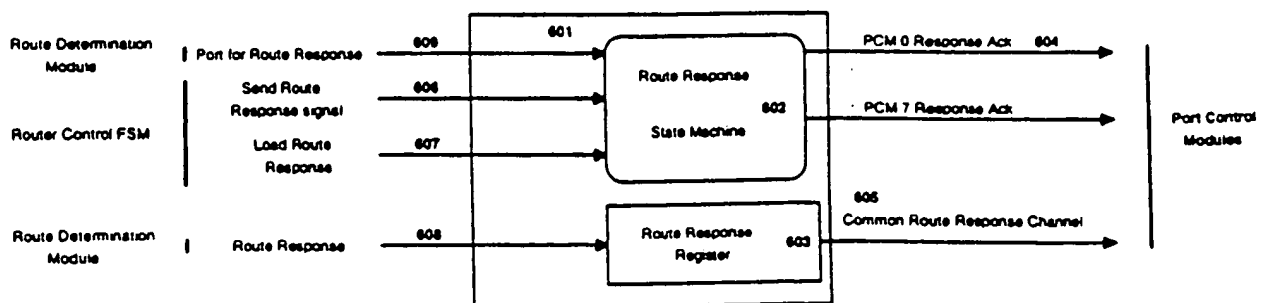 Route Determination
Module
Port for Route Response
609
601
Send Route
Response signal
606
Router Control FSM
Load Route
Response
607
Route Determination
Module
Route Response
608
Route Response
602
State Machine
Route Response
Register
603
PCM 0 Response Ack
604
PCM 7 Response Ack
605
Common Route Response Channel
Port Control
Modules